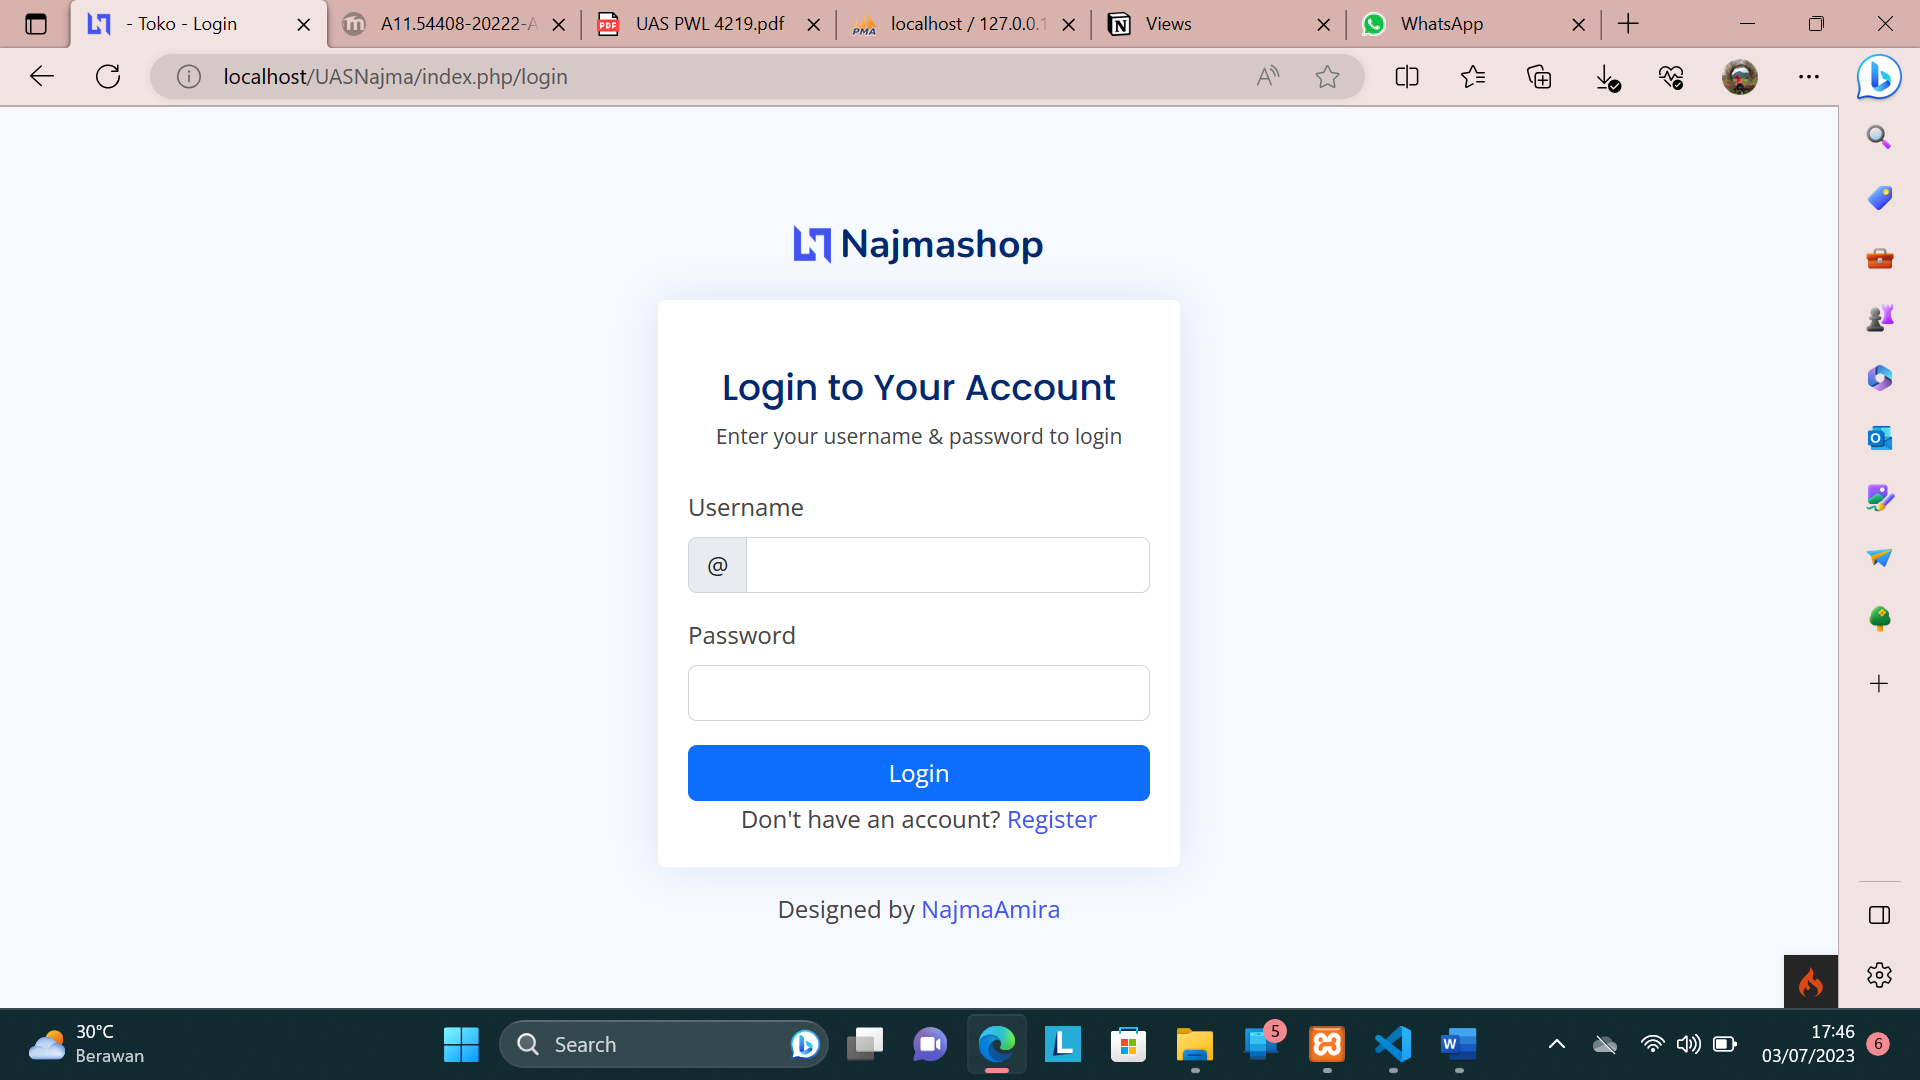 - Toko - Login
A11.54408-20222-A
UAS PWL 4219.pdf
localhost / 127.0.0.1
Views
WhatsApp
localhost/UASNajma/index.php/login
Najmashop
Login to Your Account
Enter your username & password to login
Username
@
Password
Login
Don't have an account? Register
Designed by NajmaAmira
30°C
Berawan
Search
5
17:46
03/07/2023
6